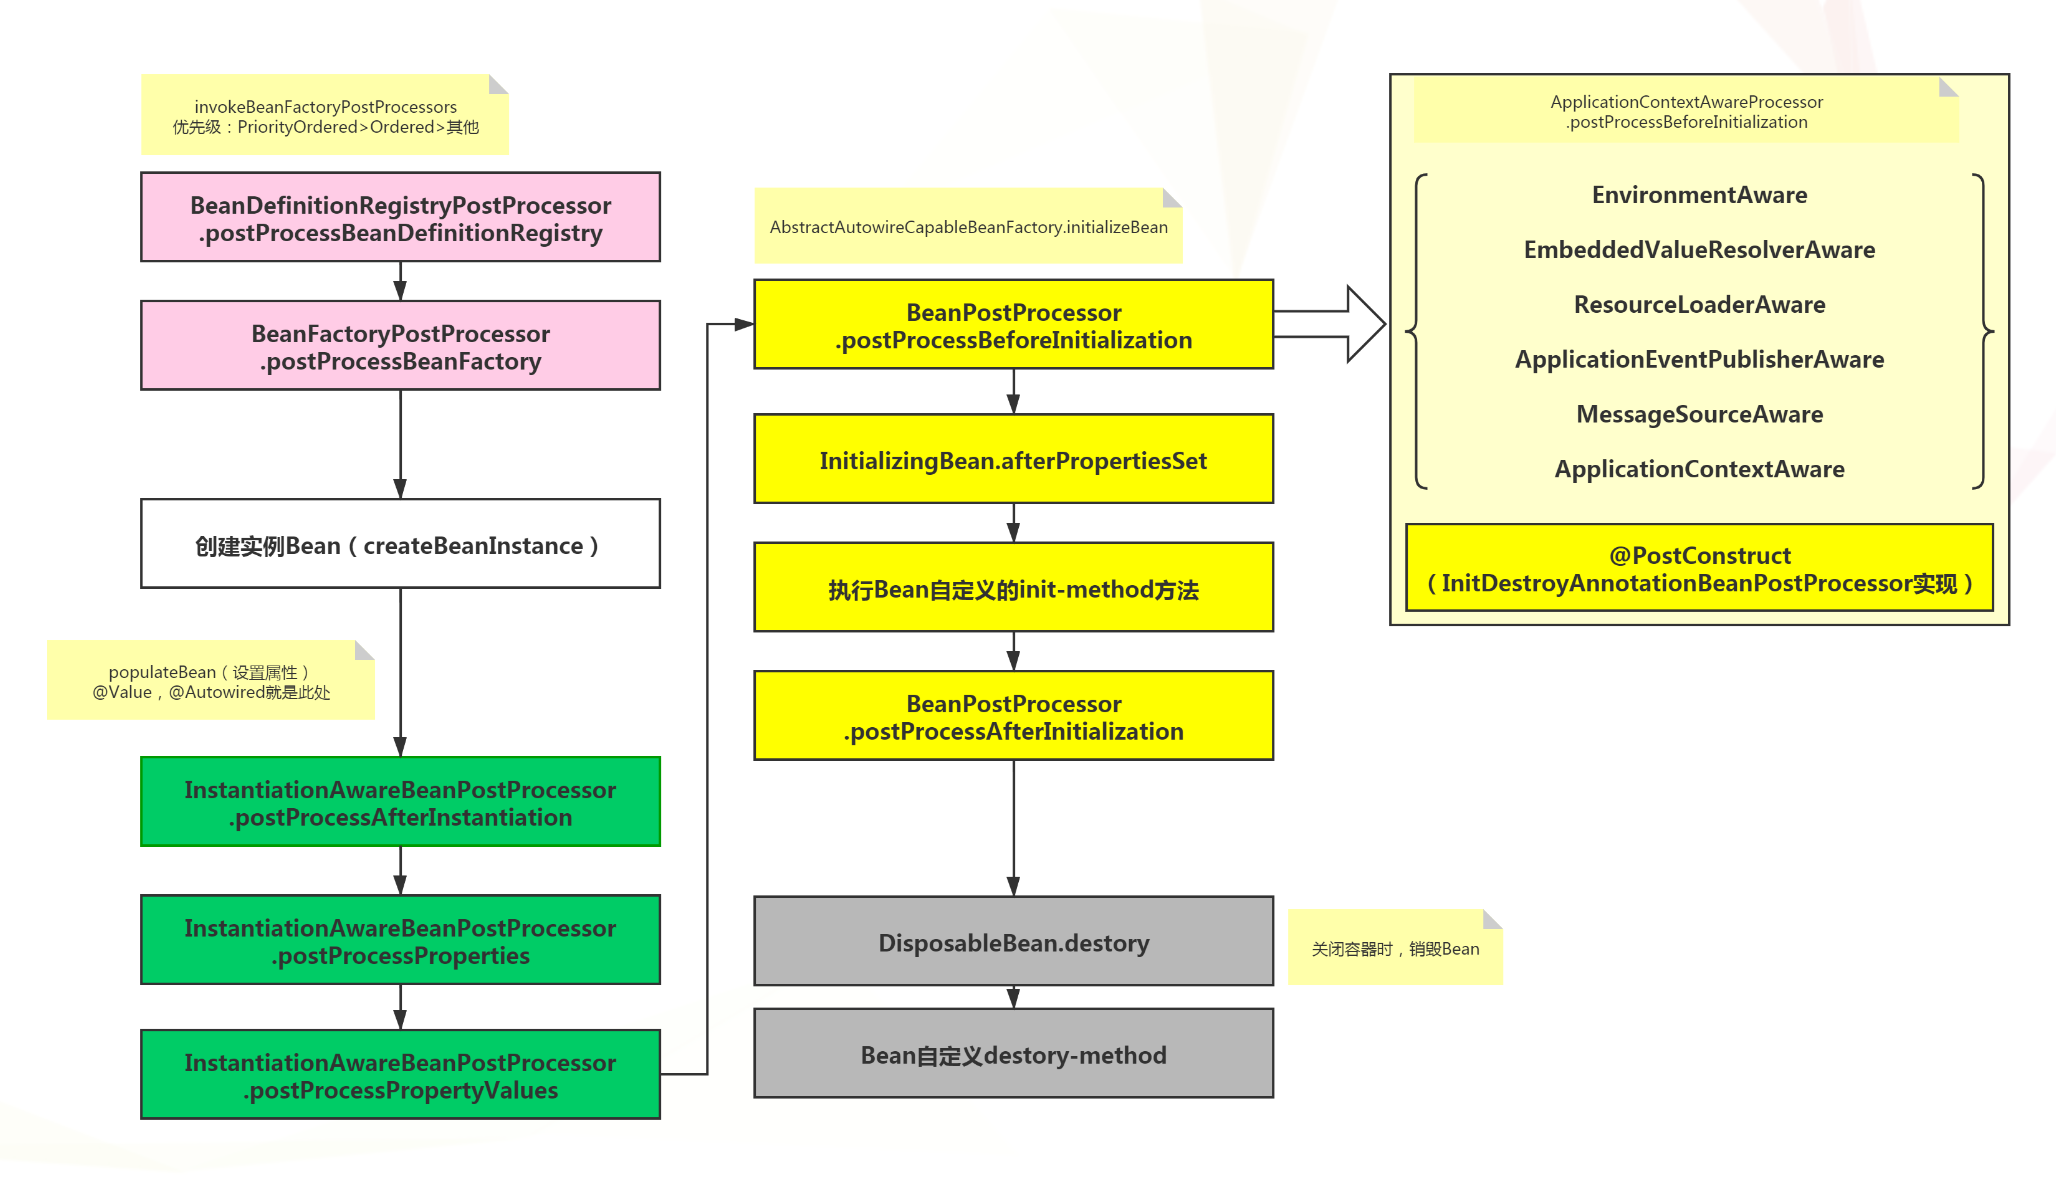 invokeBeanFactoryPostProcessors
优先级：PriorityOrdered>Ordered>其他
BeanDefinitionRegistryPostProcessor
.postProcessBeanDefinitionRegistry
BeanFactoryPostProcessor
.postProcessBeanFactory
创建实例Bean（createBeanInstance）
populateBean（设置属性）
@Value，@Autowired就是此处
InstantiationAwareBeanPostProcessor
.postProcessAfterInstantiation
InstantiationAwareBeanPostProcessor
.postProcessProperties
InstantiationAwareBeanPostProcessor
.postProcessPropertyValues
AbstractAutowireCapableBeanFactory.initializeBean
BeanPostProcessor
.postProcessBeforeInitialization
InitializingBean.afterPropertiesSet
执行Bean自定义的init-method方法
BeanPostProcessor
.postProcessAfterInitialization
DisposableBean.destory
关闭容器时，销毁Bean
Bean自定义destory-method
ApplicationContextAwareProcessor
.postProcessBeforeInitialization
EnvironmentAware
EmbeddedValueResolverAware
ResourceLoaderAware
ApplicationEventPublisherAware
MessageSourceAware
ApplicationContextAware
@PostConstruct
（InitDestroyAnnotationBeanPostProcessor实现）